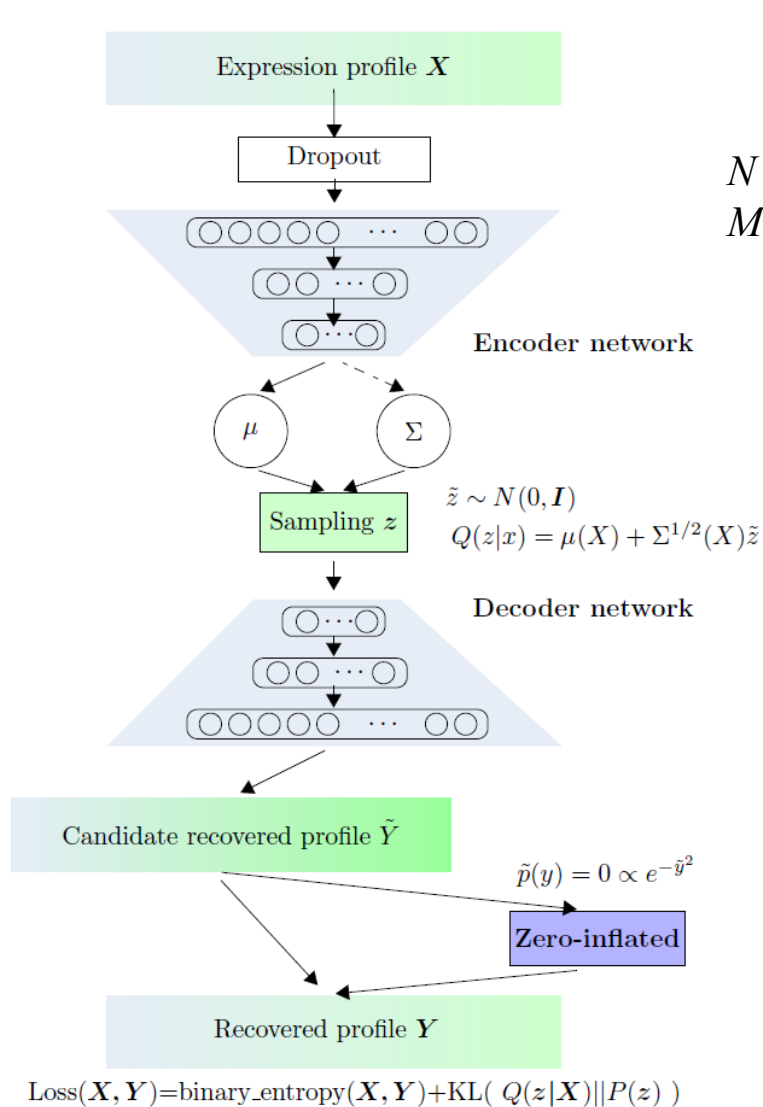 Expression profile X
Dropout
N
M
· · ·
· · ·
· · ·
Encoder network
μ
Σ
Sampling z
z̃ ∼ N(0, I)
Q(z|x) = μ(X) + Σ^{1/2}(X)z̃
Decoder network
· · ·
· · ·
· · ·
Candidate recovered profile Ỹ
p̃(y) = 0 ∝ e^{−ỹ²}
Zero-inflated
Recovered profile Y
Loss(X, Y)=binary_entropy(X, Y)+KL( Q(z|X)||P(z) )